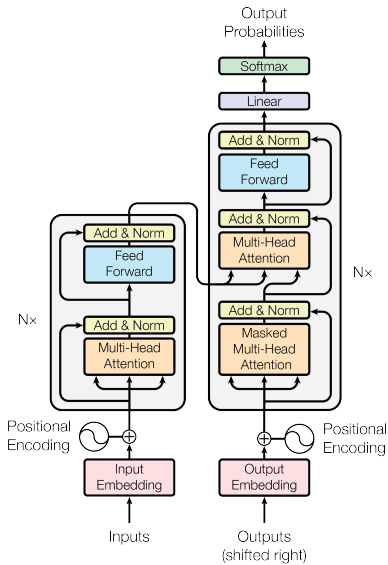 Output
Probabilities
Softmax
Linear
Add & Norm
Feed
Forward
Add & Norm
Multi-Head
Attention
Add & Norm
Masked
Multi-Head
Attention
N×
Add & Norm
Feed
Forward
N×
Add & Norm
Multi-Head
Attention
Positional
Encoding
Positional
Encoding
Input
Embedding
Output
Embedding
Inputs
Outputs
(shifted right)